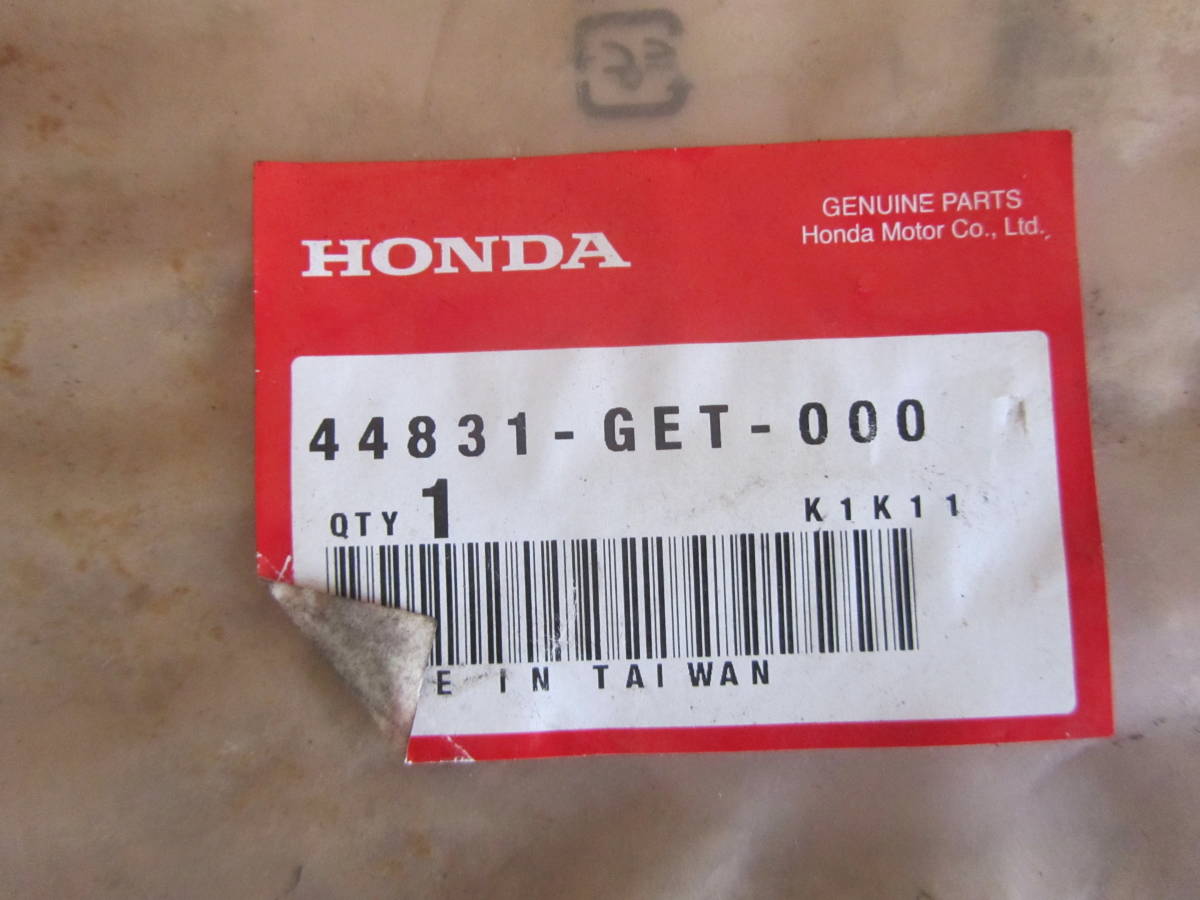 GENUINE PARTS
Honda Motor Co., Ltd.
HONDA
44831-GET-000
QTY 1 K1K11
E IN TAIWAN